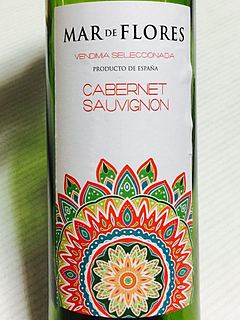 MAR DE FLORES
VENDIMIA SELECCIONADA
PRODUCTO DE ESPAÑA
CABERNET
SAUVIGNON